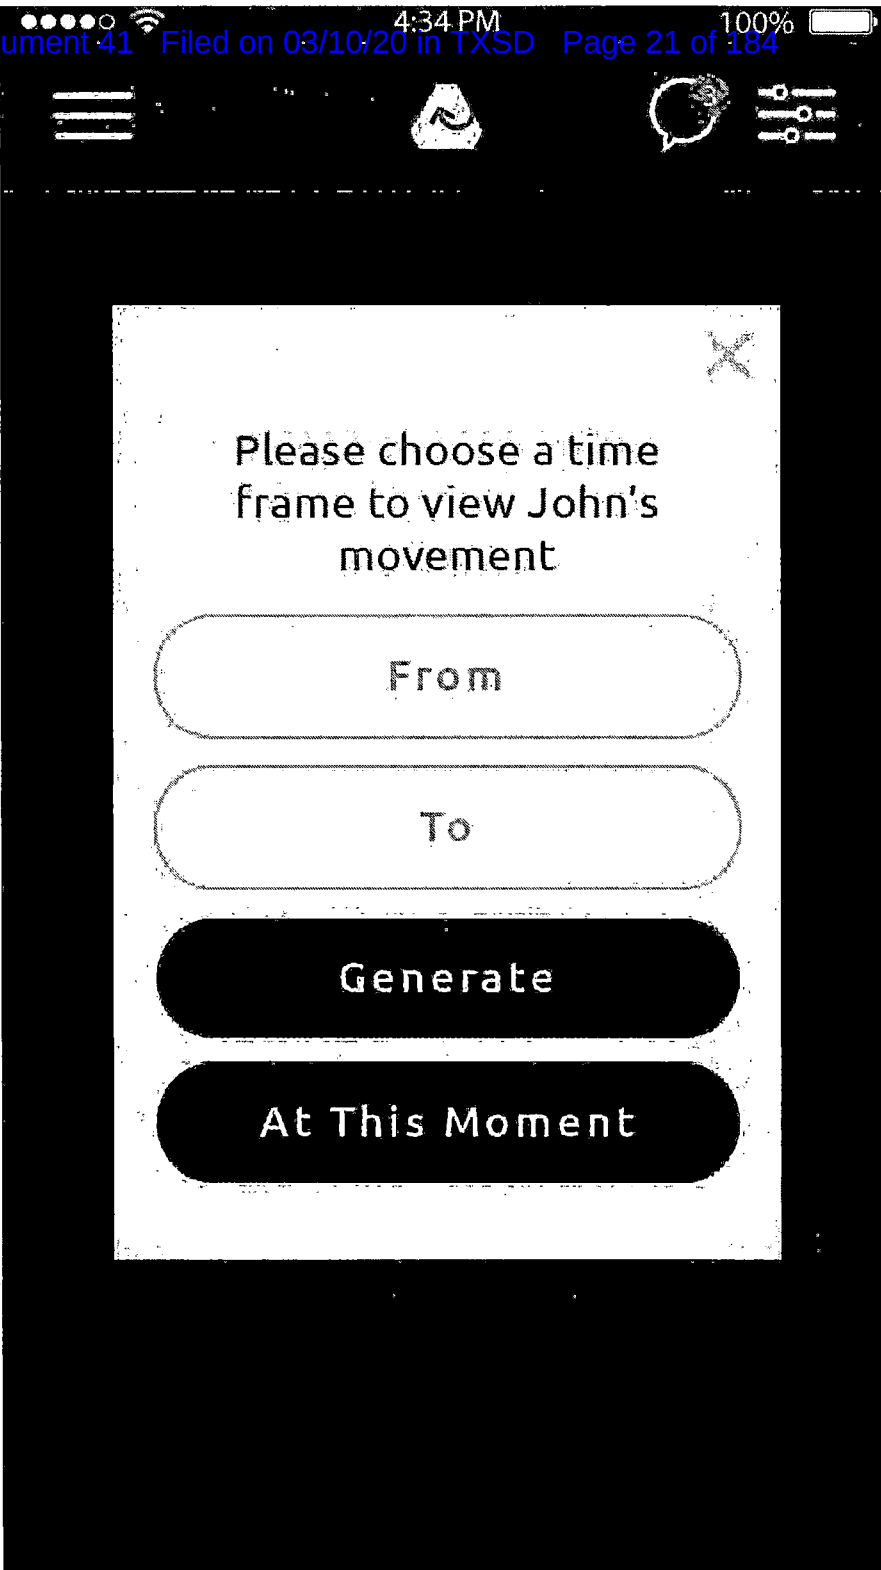 4:34 PM 100%
ument 41 Filed on 03/10/20 in TXSD Page 21 of 184
3
Please choose a time
frame to view John's
movement
From
To
Generate
At This Moment